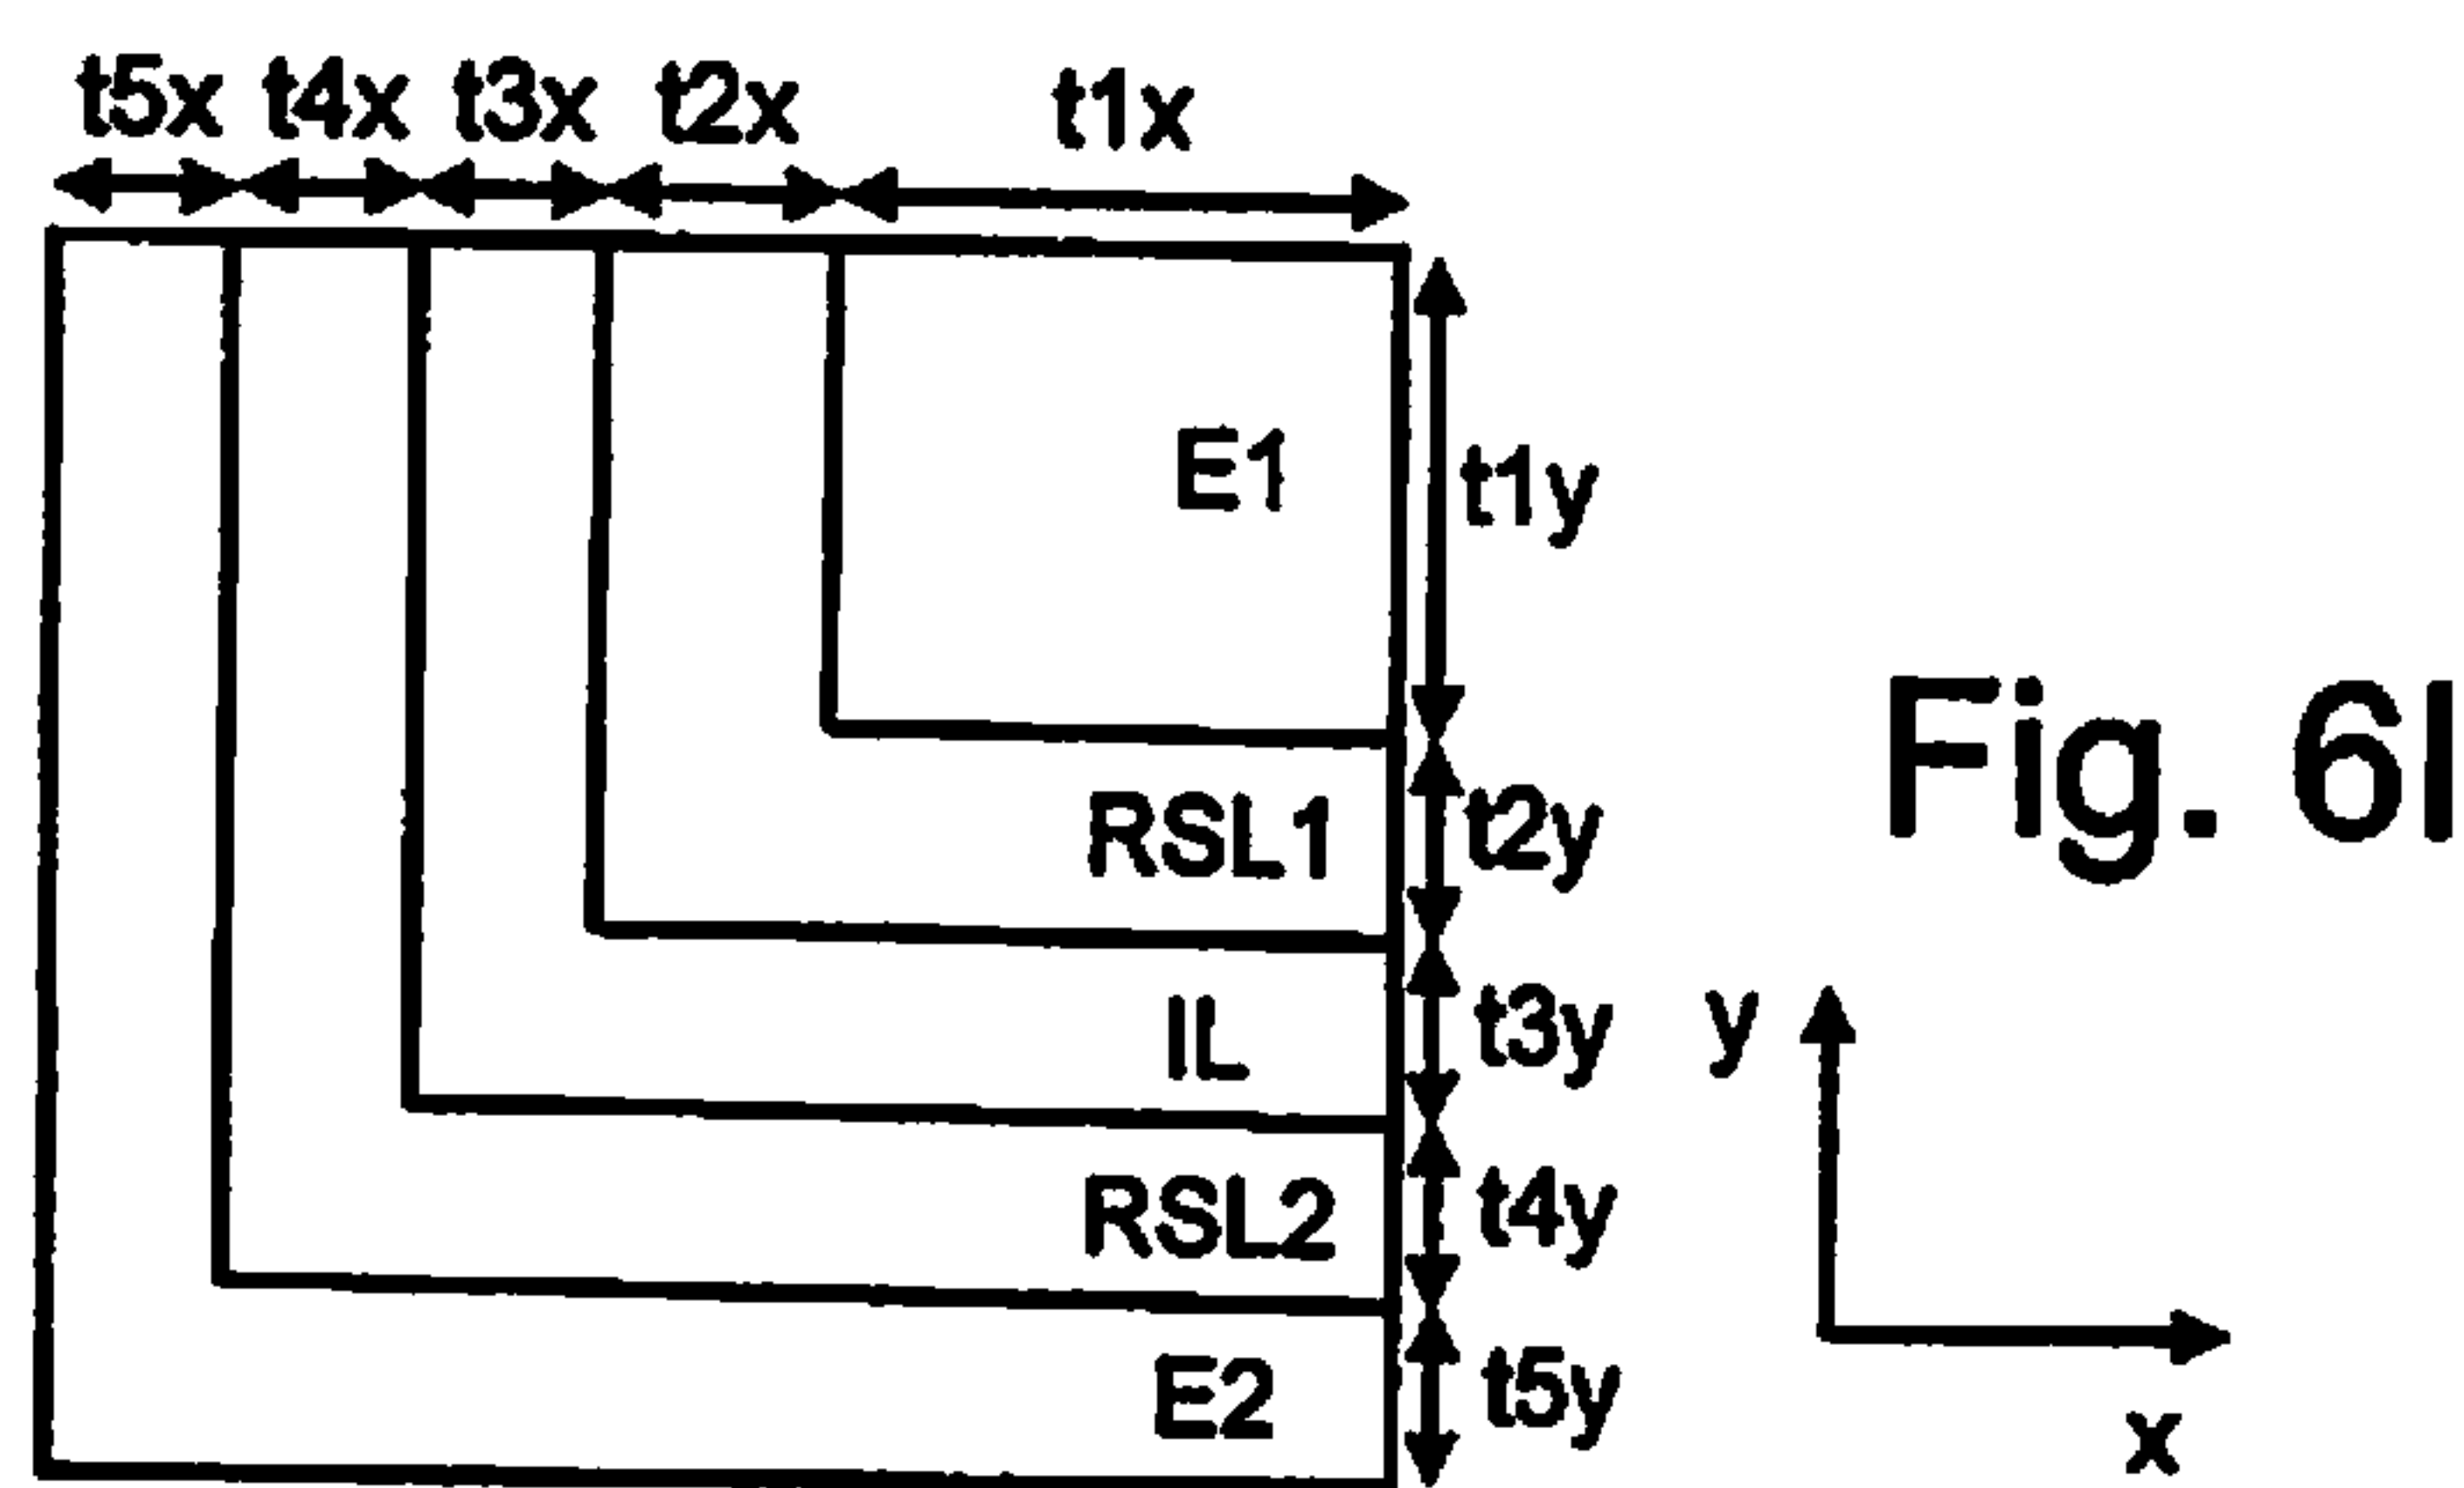 t5x t4x t3x t2x t1x
E1 t1y
RSL1 t2y
Fig. 6I
IL t3y y
RSL2 t4y
E2 t5y
x